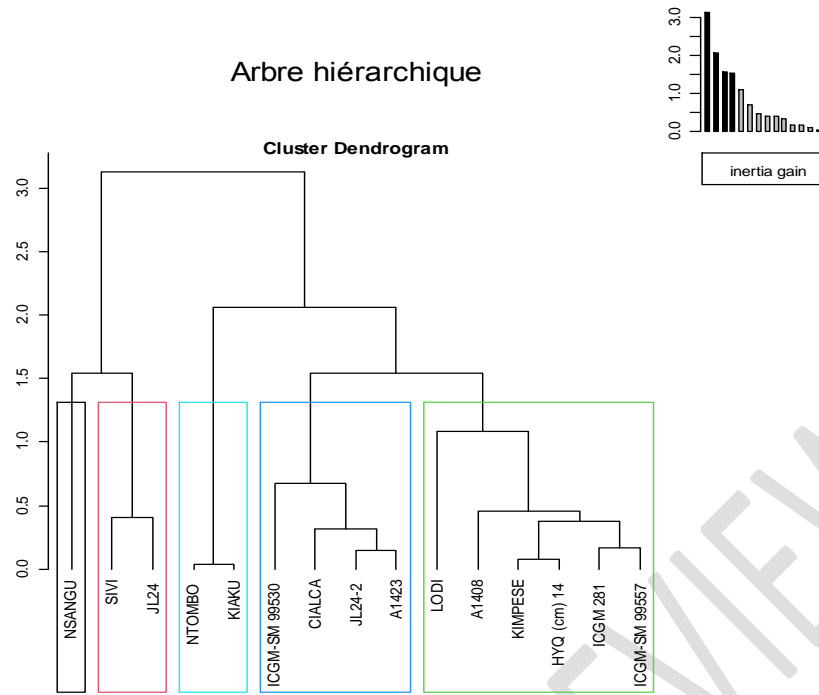 Arbre hiérarchique
Cluster Dendrogram
3.0
2.0
1.0
0.0
inertia gain
3.0
2.5
2.0
1.5
1.0
0.5
0.0
NSANGU
SIVI
JL24
NTOMBO
KIAKU
ICGM-SM 99530
CIALCA
JL24-2
A1423
LODI
A1408
KIMPESE
HYQ (cm) 14
ICGM 281
ICGM-SM 99557